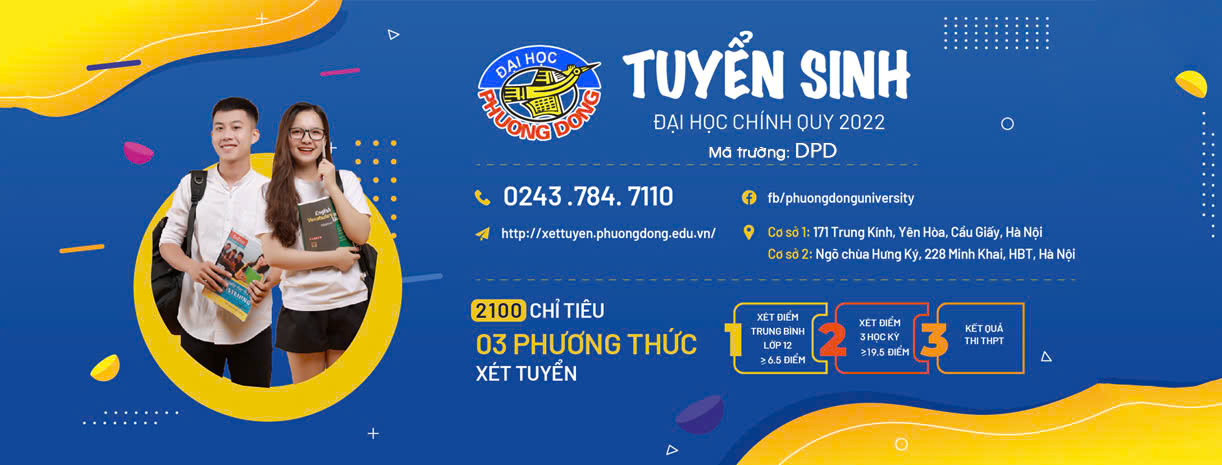 ĐẠI HỌC
PHƯƠNG ĐÔNG
TUYỂN SINH
ĐẠI HỌC CHÍNH QUY 2022
Mã trường: DPD
0243.784. 7110
fb/phuongdonguniversity
http://xettuyen.phuongdong.edu.vn/
Cơ sở 1: 171 Trung Kính, Yên Hòa, Cầu Giấy, Hà Nội
Cơ sở 2: Ngõ chùa Hưng Ký, 228 Minh Khai, HBT, Hà Nội
English
Vocabulary
2100 CHỈ TIÊU
03 PHƯƠNG THỨC
XÉT TUYỂN
1
XÉT ĐIỂM
TRUNG BÌNH
LỚP 12
≥ 6.5 ĐIỂM
2
XÉT ĐIỂM
3 HỌC KỲ
≥19.5 ĐIỂM
3
KẾT QUẢ
THI THPT